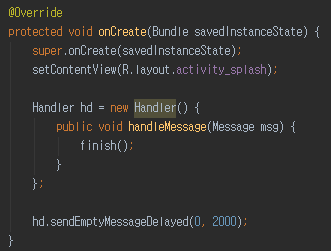 @Override
protected void onCreate(Bundle savedInstanceState) {
    super.onCreate(savedInstanceState);
    setContentView(R.layout.activity_splash);

    Handler hd = new Handler() {
        public void handleMessage(Message msg) {
            finish();
        }
    };

    hd.sendEmptyMessageDelayed(0, 2000);
}